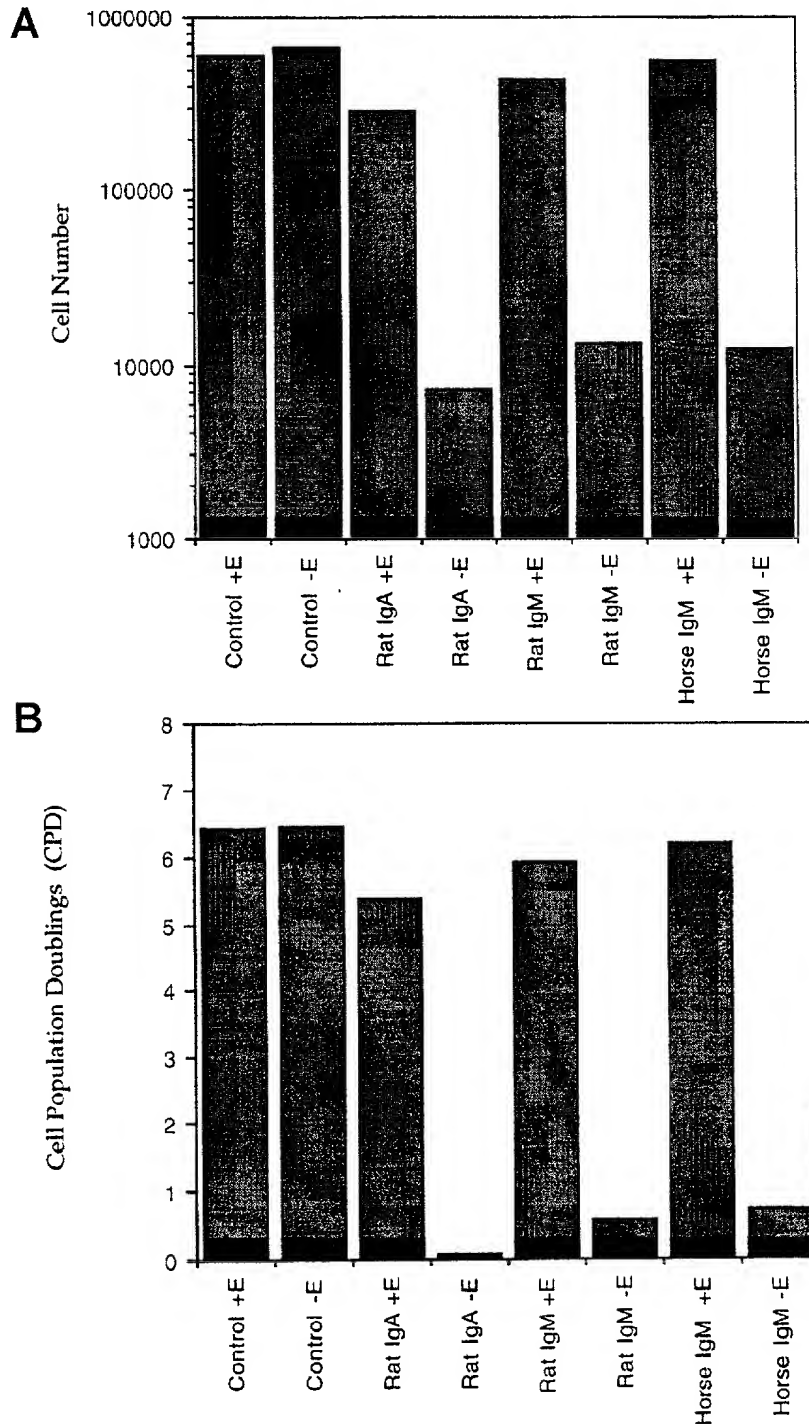 A
Cell Number
1000000
100000
10000
1000
Control +E
Control -E
Rat IgA +E
Rat IgA -E
Rat IgM +E
Rat IgM -E
Horse IgM +E
Horse IgM -E
B
Cell Population Doublings (CPD)
8
7
6
5
4
3
2
1
0
Control +E
Control -E
Rat IgA +E
Rat IgA -E
Rat IgM +E
Rat IgM -E
Horse IgM +E
Horse IgM -E